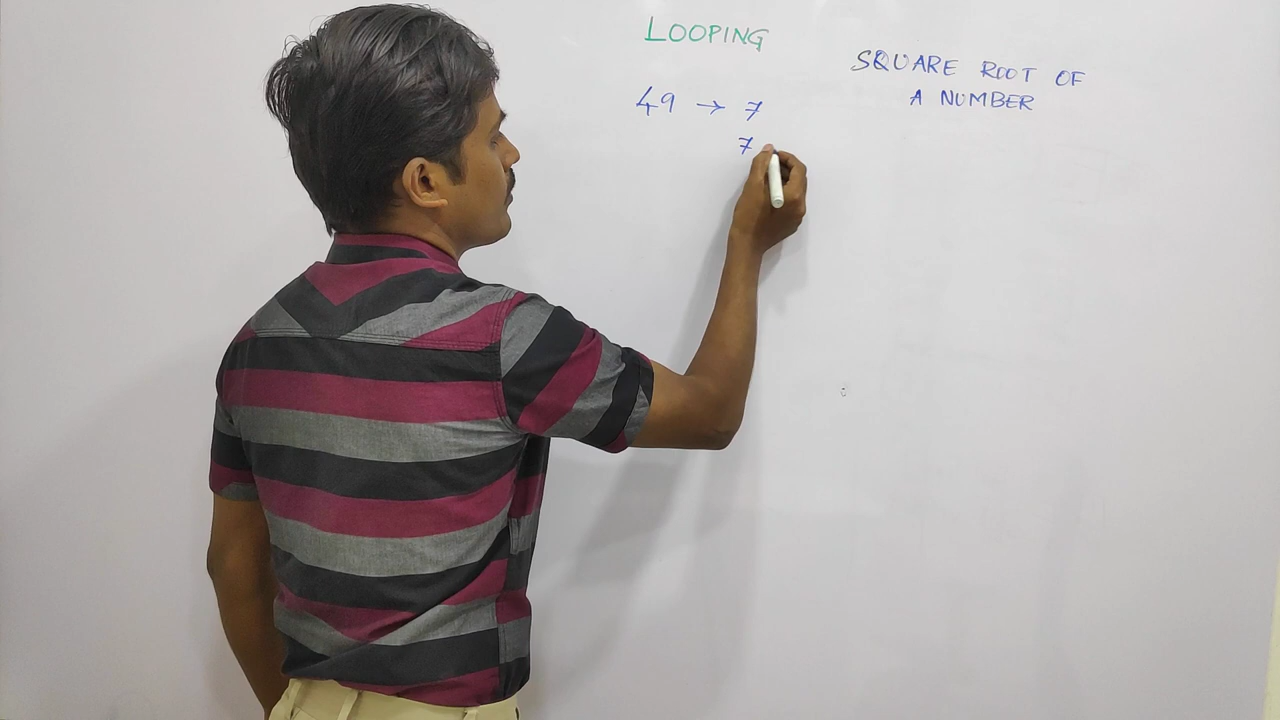 LOOPING
SQUARE ROOT OF
A NUMBER
49 → 7
7